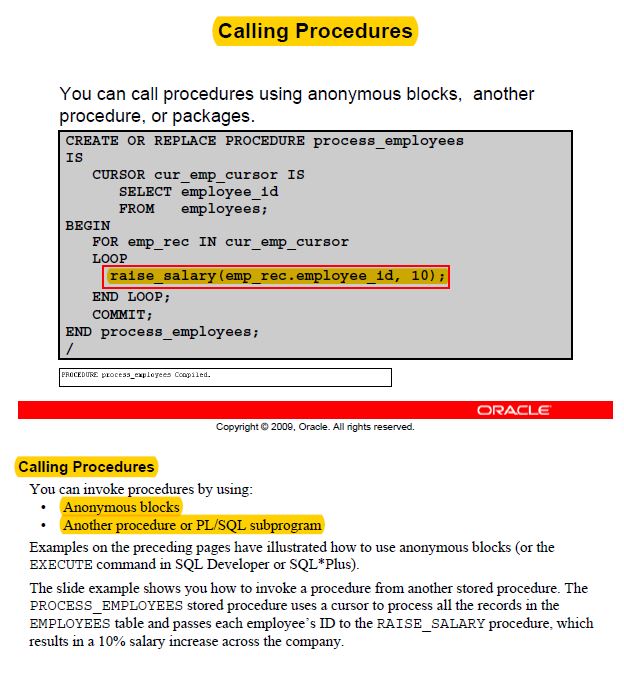 Calling Procedures
You can call procedures using anonymous blocks,  another
procedure, or packages.
CREATE OR REPLACE PROCEDURE process_employees
IS
   CURSOR cur_emp_cursor IS
      SELECT employee_id
      FROM   employees;
BEGIN
   FOR emp_rec IN cur_emp_cursor
   LOOP
     raise_salary(emp_rec.employee_id, 10);
   END LOOP;
   COMMIT;
END process_employees;
/
PROCEDURE process_employees Compiled.
ORACLE
Copyright © 2009, Oracle. All rights reserved.
Calling Procedures
You can invoke procedures by using:
• Anonymous blocks
• Another procedure or PL/SQL subprogram
Examples on the preceding pages have illustrated how to use anonymous blocks (or the
EXECUTE command in SQL Developer or SQL*Plus).
The slide example shows you how to invoke a procedure from another stored procedure. The
PROCESS_EMPLOYEES stored procedure uses a cursor to process all the records in the
EMPLOYEES table and passes each employee’s ID to the RAISE_SALARY procedure, which
results in a 10% salary increase across the company.